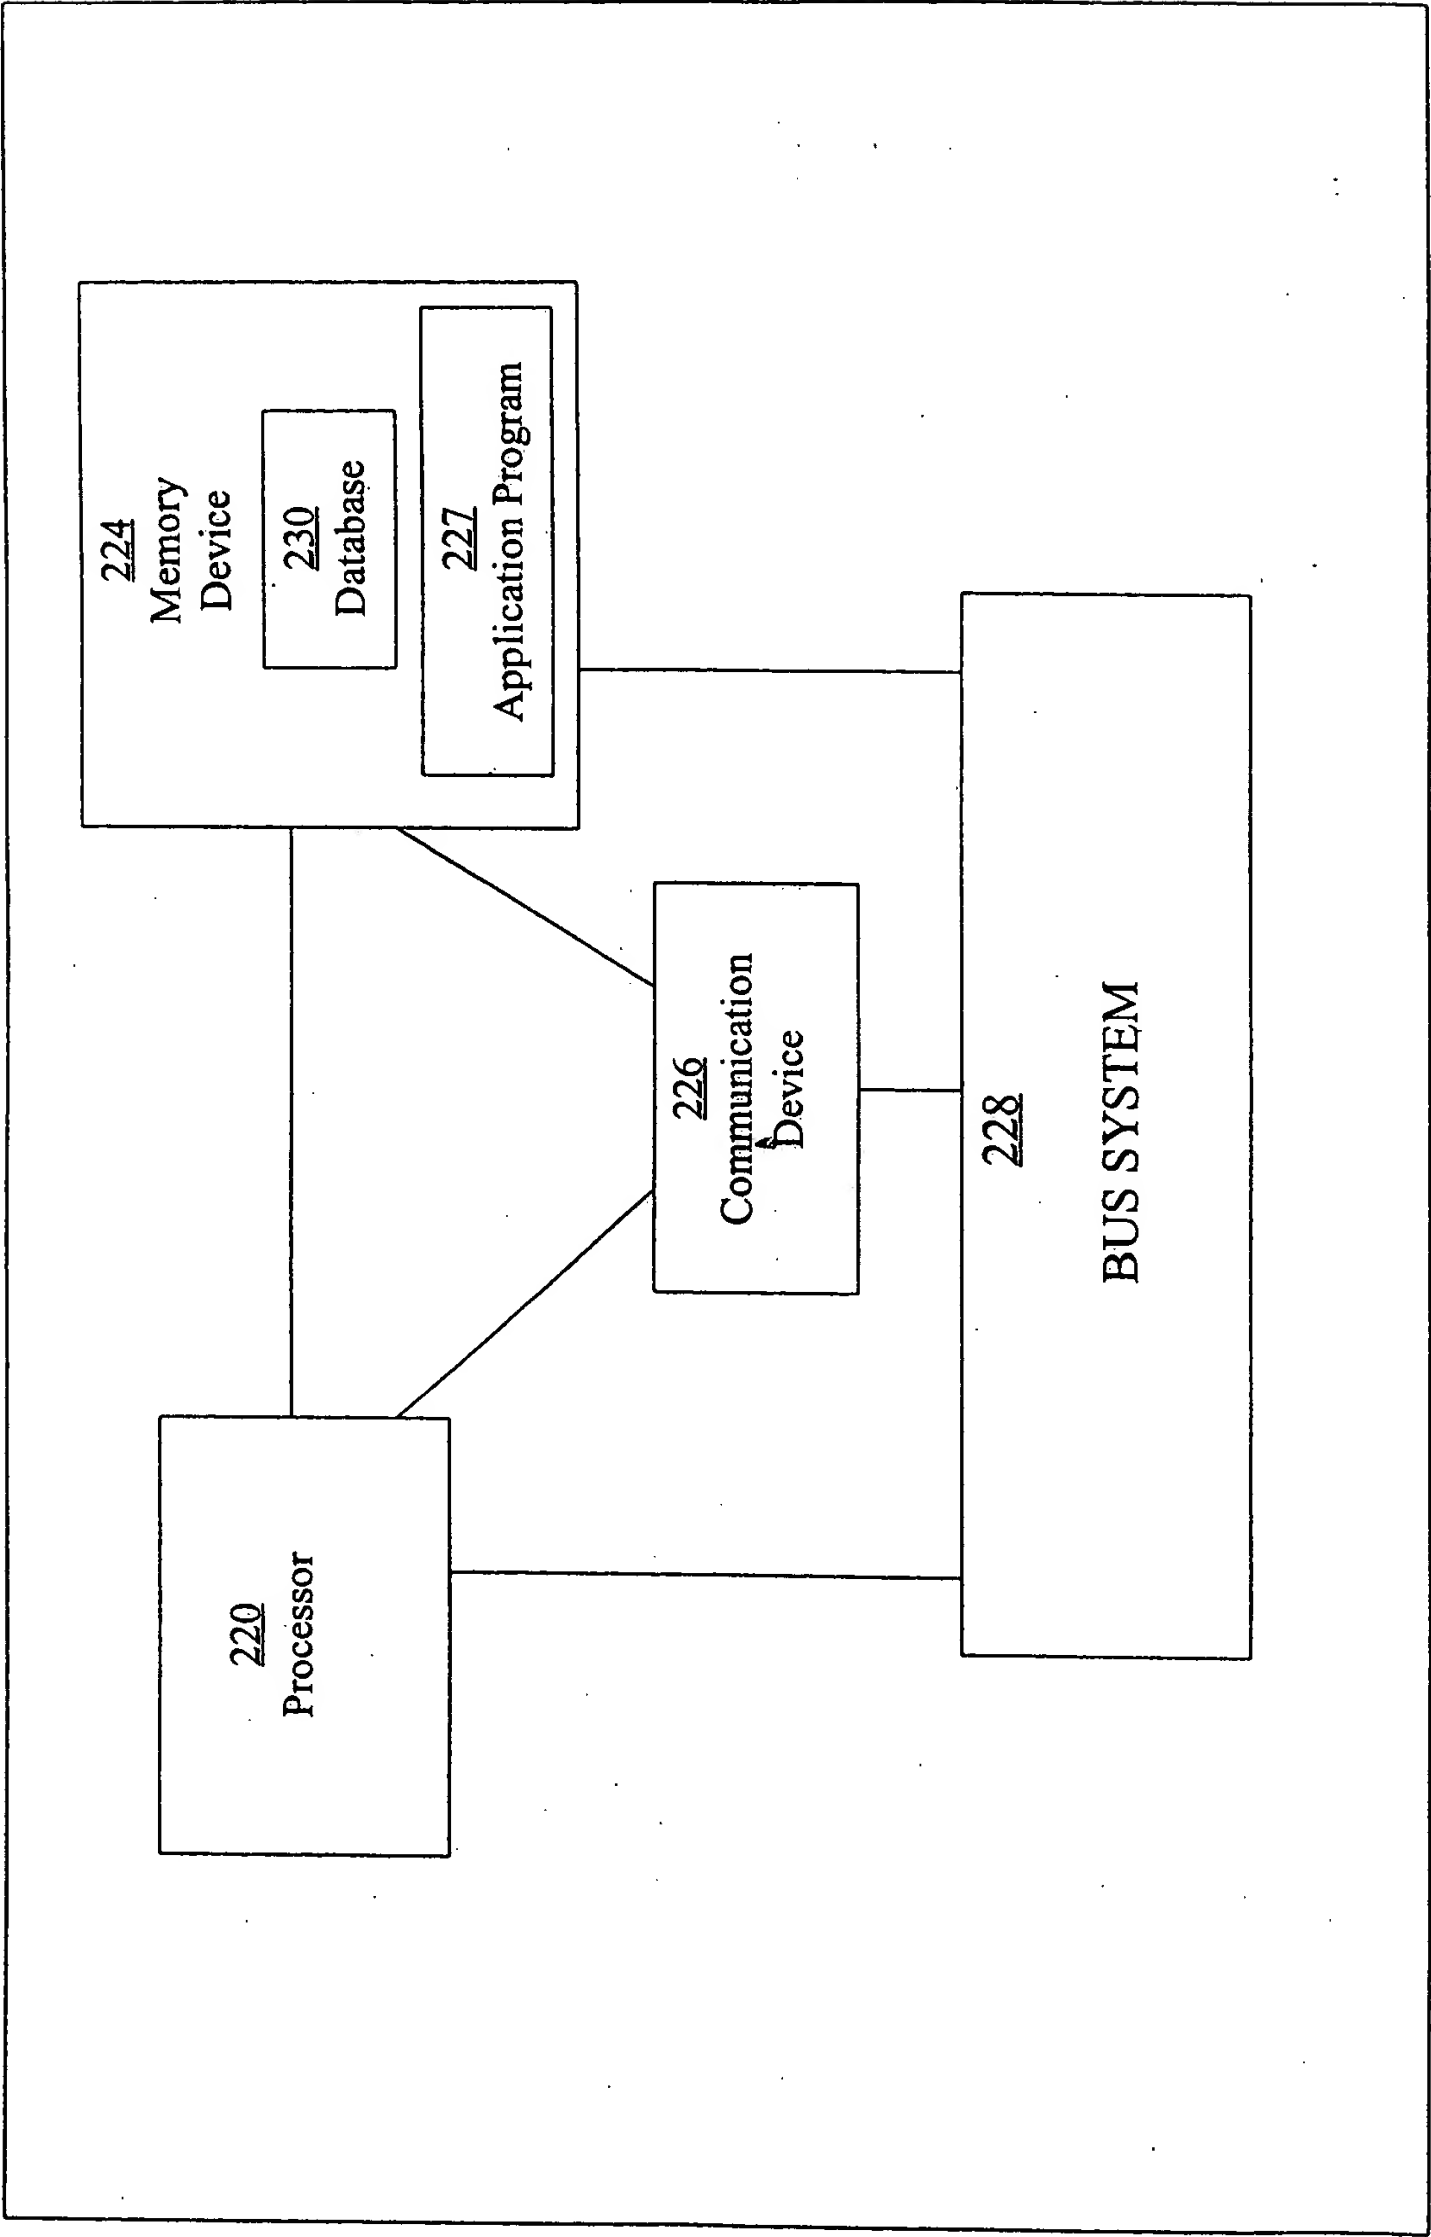 220
Processor
224
Memory
Device
230
Database
227
Application Program
226
Communication
Device
228
BUS SYSTEM